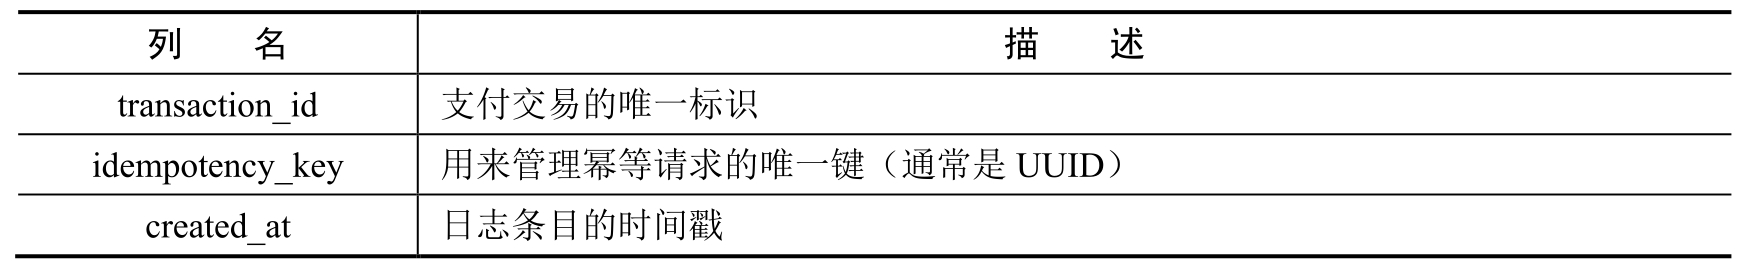 列 名 描 述
transaction_id 支付交易的唯一标识
idempotency_key 用来管理幂等请求的唯一键（通常是 UUID）
created_at 日志条目的时间戳